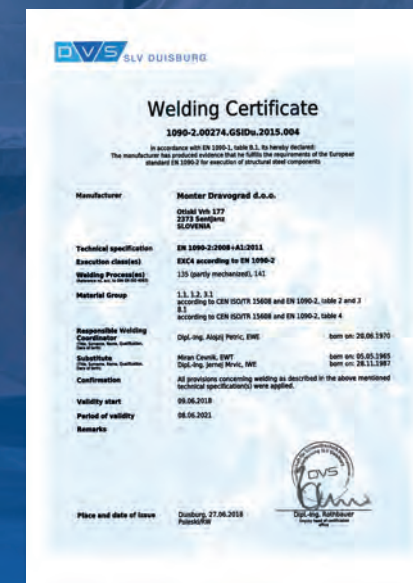 DVS SLV DUISBURG
Welding Certificate
1090-2.00274.GSIDu.2015.004
In accordance with EN 1090-1, table B.1, its hereby declared:
The manufacturer has produced evidence that he fulfils the requirements of the European
standard EN 1090-2 for execution of structural steel components
Manufacturer Monter Dravograd d.o.o.
Otiski Vrh 177
2373 Sentjanz
SLOVENIA
Technical specification EN 1090-2:2008+A1:2011
Execution class(es) EXC4 according to EN 1090-2
Welding Process(es) 135 (partly mechanized), 141
Material Group 1.1, 1.2, 3.1
according to CEN ISO/TR 15608 and EN 1090-2, table 2 and 3
8.1
according to CEN ISO/TR 15608 and EN 1090-2, table 4
Responsible Welding
Coordinator Dipl.-Ing. Alojzij Petric, EWE born on: 20.06.1970
Substitute Miran Cevnik, EWT born on: 05.05.1965
Dipl.-Ing. Jernej Mrvic, IWE born on: 28.11.1987
Confirmation All provisions concerning welding as described in the above mentioned
technical specification(s) were applied.
Validity start 09.06.2018
Period of validity 08.06.2021
Remarks
DVS
Place and date of issue Duisburg, 27.06.2018 Dipl.-Ing. Rathbauer